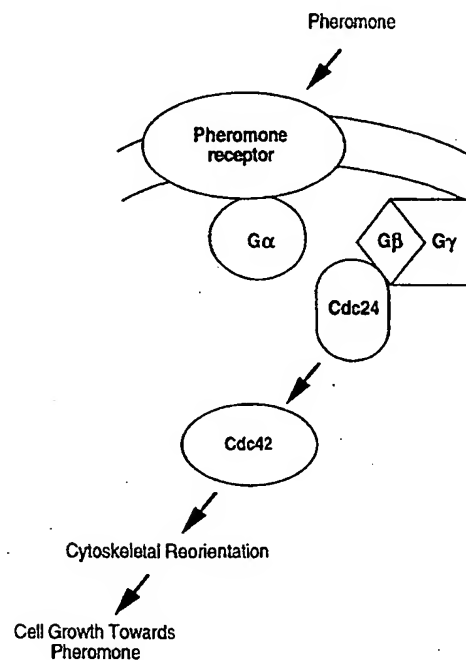 Pheromone
Pheromone
receptor
Gα
Gβ
Gγ
Cdc24
Cdc42
Cytoskeletal Reorientation
Cell Growth Towards
Pheromone